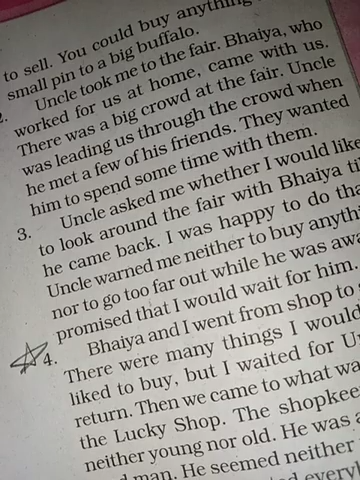 to sell. You could buy anything
small pin to a big buffalo.
2. Uncle took me to the fair. Bhaiya, who
worked for us at home, came with us.
There was a big crowd at the fair. Uncle
was leading us through the crowd when
he met a few of his friends. They wanted
him to spend some time with them.
3. Uncle asked me whether I would like
to look around the fair with Bhaiya ti
he came back. I was happy to do tha
Uncle warned me neither to buy anythi
nor to go too far out while he was awa
promised that I would wait for him.
4. Bhaiya and I went from shop to
There were many things I would
liked to buy, but I waited for U
return. Then we came to what wa
the Lucky Shop. The shopkee
neither young nor old. He was a
man. He seemed neither
everyb